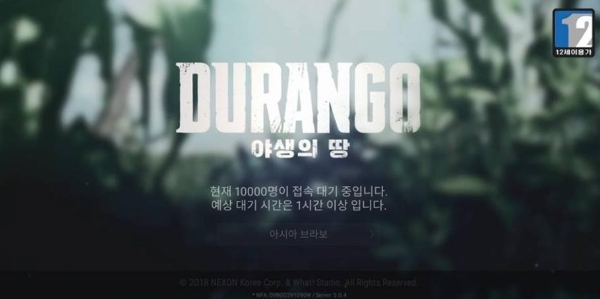 12
12세이용가
DURANGO
야생의 땅
현재 10000명이 접속 대기 중입니다.
예상 대기 시간은 1시간 이상 입니다.
아시아 브라보
© 2018 NEXON Korea Corp. & What! Studio. All Rights Reserved.